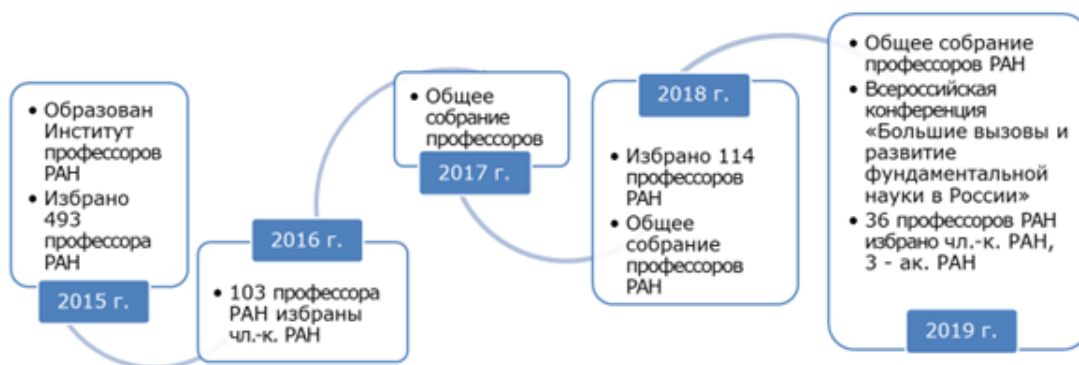 • Образован
Институт
профессоров
РАН
• Избрано
493
профессора
РАН
2015 г.
2016 г.
• 103 профессора
РАН избраны
чл.-к. РАН
• Общее
собрание
профессоров
2017 г.
2018 г.
• Избрано 114
профессоров
РАН
• Общее
собрание
профессоров
РАН
• Общее собрание
профессоров РАН
• Всероссийская
конференция
«Большие вызовы и
развитие
фундаментальной
науки в России»
• 36 профессоров РАН
избрано чл.-к. РАН,
3 - ак. РАН
2019 г.